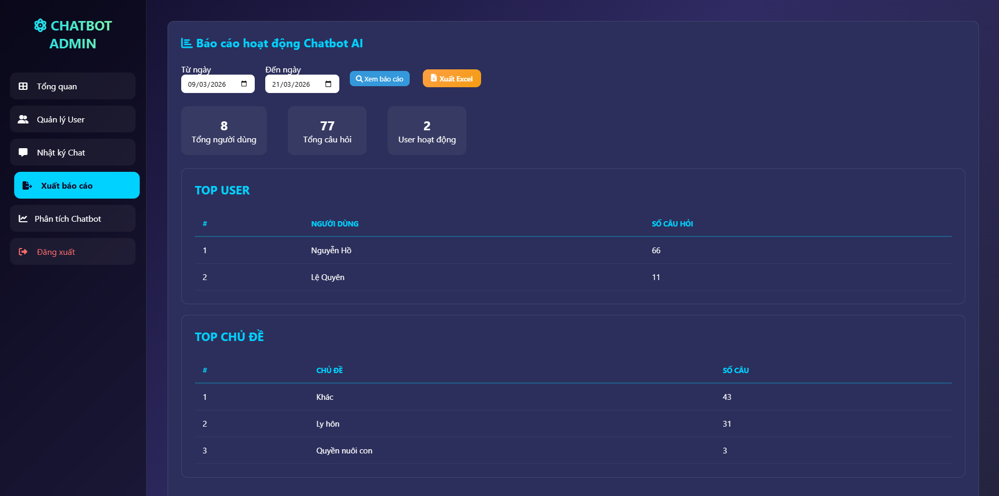 CHATBOT
ADMIN
Tổng quan
Quản lý User
Nhật ký Chat
Xuất báo cáo
Phân tích Chatbot
Đăng xuất
Báo cáo hoạt động Chatbot AI
Từ ngày Đến ngày
09/03/2026 21/03/2026 Xem báo cáo Xuất Excel
8 77 2
Tổng người dùng Tổng câu hỏi User hoạt động
TOP USER
# NGƯỜI DÙNG SỐ CÂU HỎI
1 Nguyễn Hồ 66
2 Lệ Quyên 11
TOP CHỦ ĐỀ
# CHỦ ĐỀ SỐ CÂU
1 Khác 43
2 Ly hôn 31
3 Quyền nuôi con 3